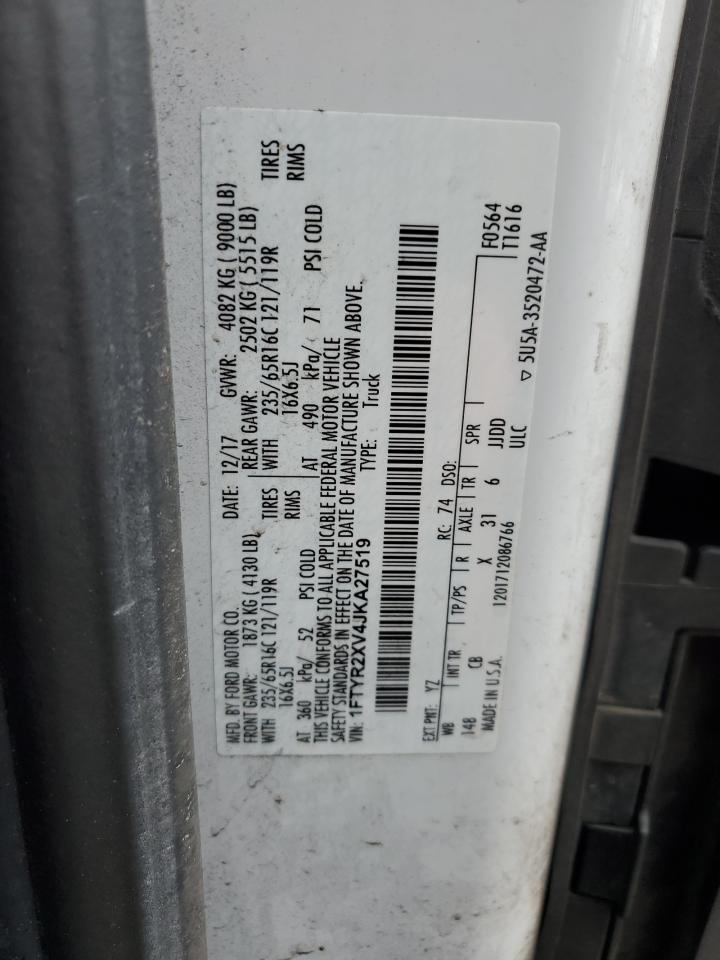 MFD. BY FORD MOTOR CO.
DATE: 12/17 GVWR: 4082 KG ( 9000 LB)
FRONT GAWR: 1873 KG ( 4130 LB) REAR GAWR: 2502 KG ( 5515 LB)
WITH 235/65R16C 121/119R TIRES WITH 235/65R16C 121/119R TIRES
16X6.5J RIMS 16X6.5J RIMS
AT 360 kPa/ 52 PSI COLD AT 490 kPa/ 71 PSI COLD
THIS VEHICLE CONFORMS TO ALL APPLICABLE FEDERAL MOTOR VEHICLE
SAFETY STANDARDS IN EFFECT ON THE DATE OF MANUFACTURE SHOWN ABOVE.
VIN: 1FTYR2XV4JKA27519 TYPE: Truck
EXT PNT: YZ RC: 74 DSO: F0564
WB INT TR TP/PS R AXLE TR SPR T1616
148 CB X 31 6 JJDD
MADE IN U.S.A. 1201712086766 ULC ▽ 5U5A-3520472-AA